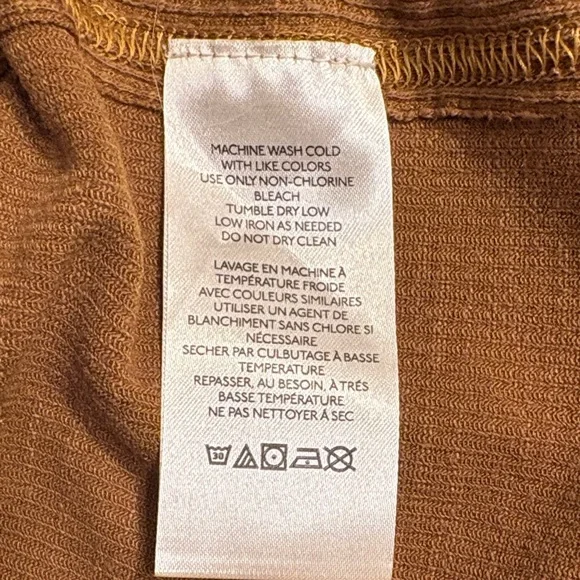 MACHINE WASH COLD
WITH LIKE COLORS
USE ONLY NON-CHLORINE
BLEACH
TUMBLE DRY LOW
LOW IRON AS NEEDED
DO NOT DRY CLEAN
LAVAGE EN MACHINE À
TEMPÉRATURE FROIDE
AVEC COULEURS SIMILAIRES
UTILISER UN AGENT DE
BLANCHIMENT SANS CHLORE SI
NÉCESSAIRE
SECHER PAR CULBUTAGE À BASSE
TEMPERATURE
REPASSER, AU BESOIN, À TRÉS
BASSE TEMPÉRATURE
NE PAS NETTOYER À SEC
30